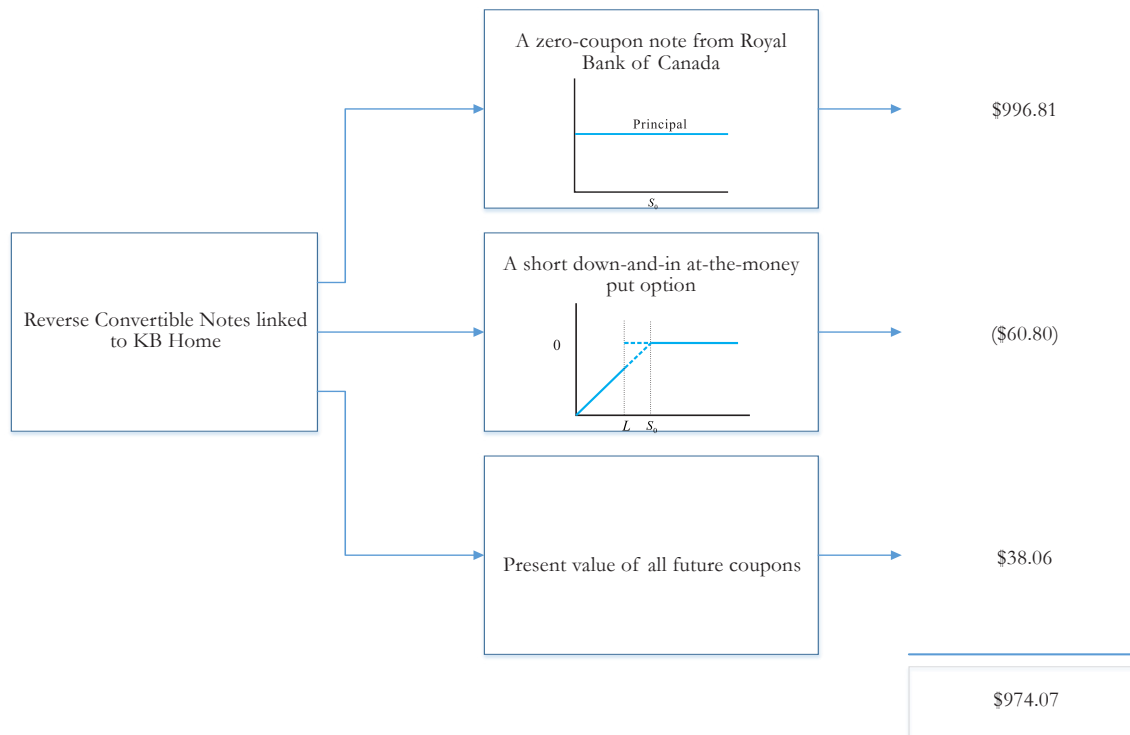 A zero-coupon note from Royal
Bank of Canada
Principal
S₀
$996.81
Reverse Convertible Notes linked
to KB Home
A short down-and-in at-the-money
put option
0
L S₀
($60.80)
Present value of all future coupons
$38.06
$974.07